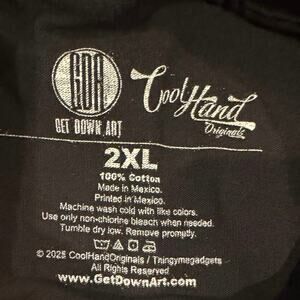 GDA
GET DOWN ART
Cool Hand
Originals
2XL
100% Cotton
Made in Mexico.
Printed in Mexico.
Machine wash cold with like colors.
Use only non-chlorine bleach when needed.
Tumble dry low. Remove promptly.
© 2025 CoolHandOriginals / Thingymegadgets
All Rights Reserved
www.GetDownArt.com